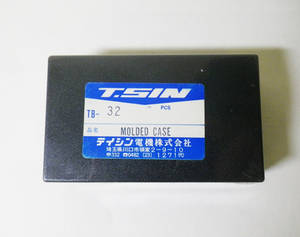 T.SIN
TB- 32 PCS
品名 MOLDED CASE
テイシン電機株式会社
埼玉県川口市領家2-9-10
〠332 ☎0482 (23) 1271代